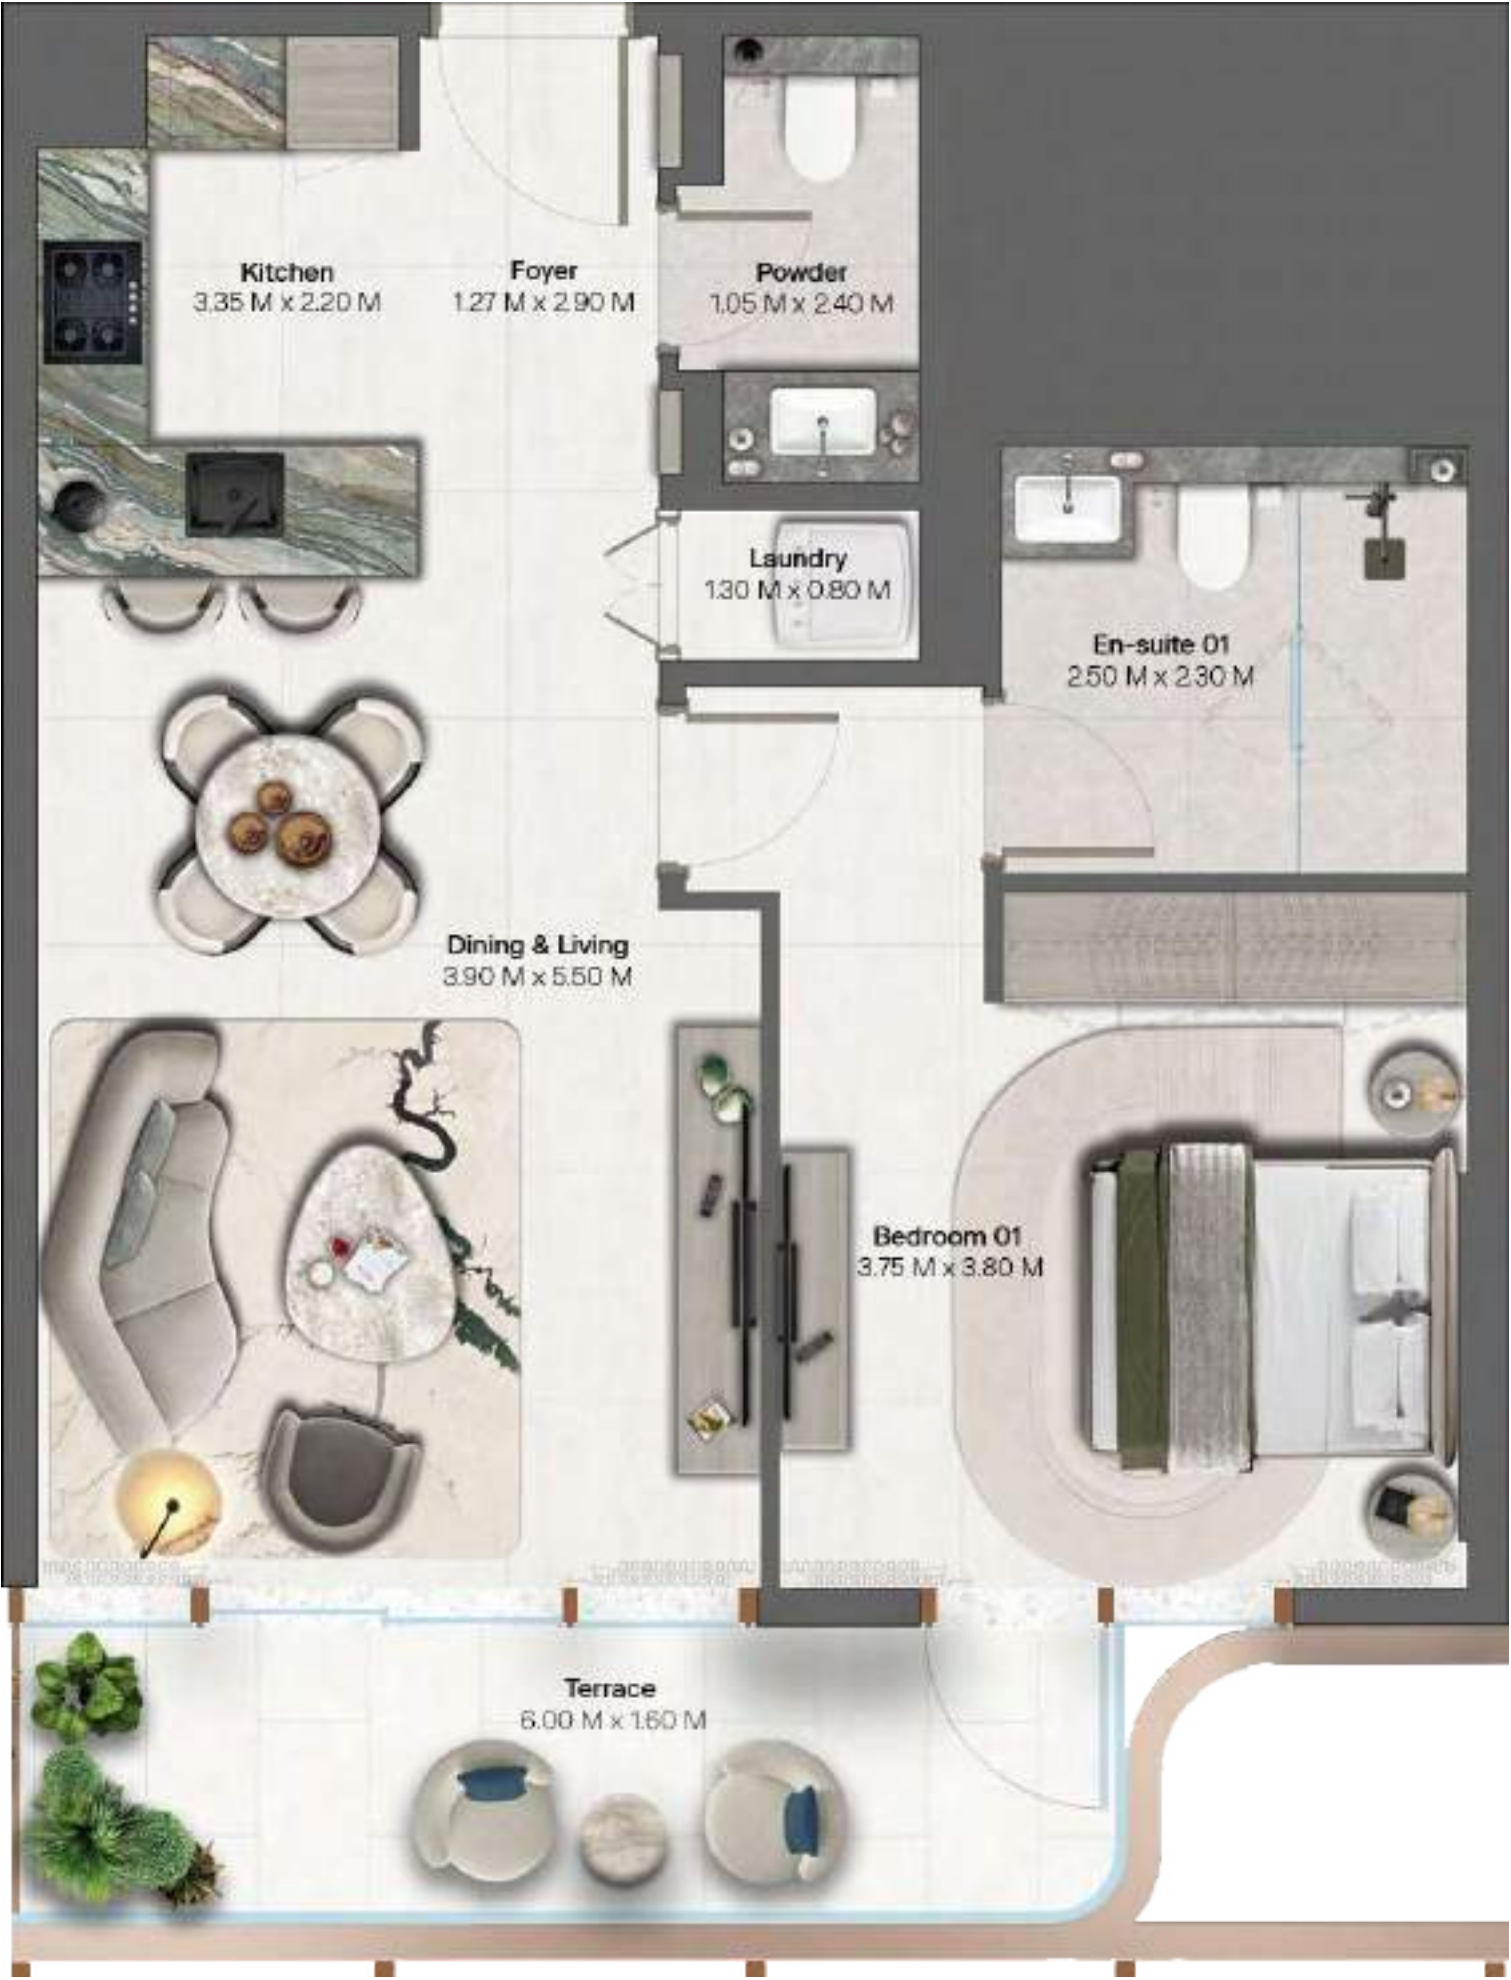 Kitchen
3.35 M x 2.20 M
Foyer
1.27 M x 2.90 M
Powder
1.05 M x 2.40 M
Laundry
1.30 M x 0.80 M
En-suite 01
2.50 M x 2.30 M
Dining & Living
3.90 M x 5.50 M
Bedroom 01
3.75 M x 3.80 M
Terrace
6.00 M x 1.60 M